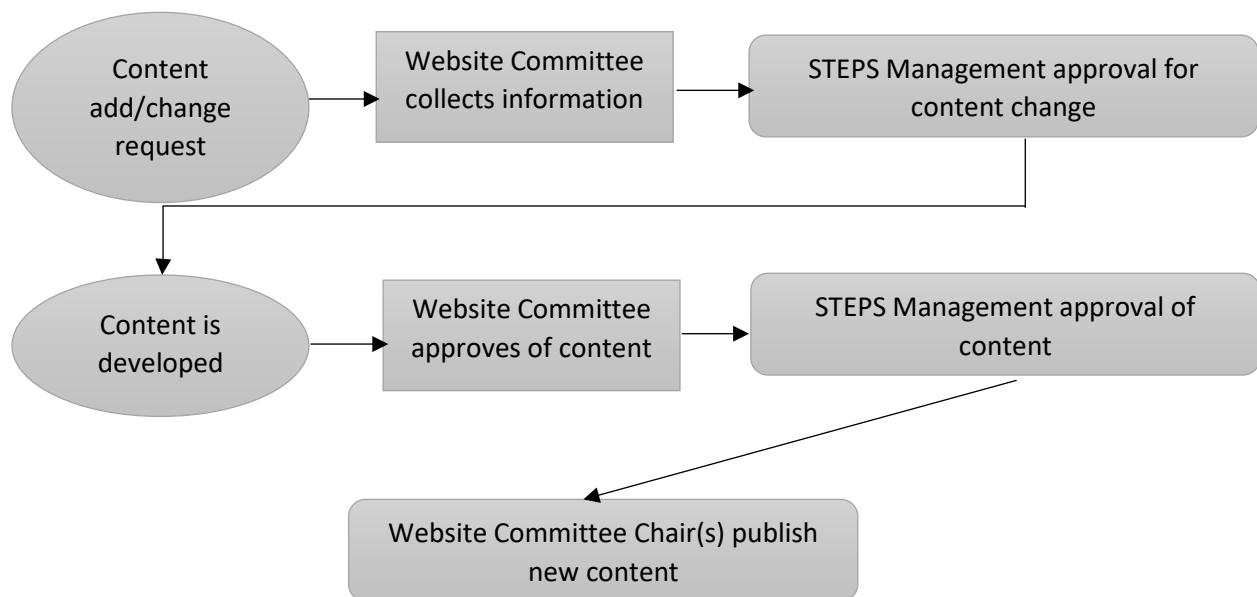 Content
add/change
request
Website Committee
collects information
STEPS Management approval for
content change
Content is
developed
Website Committee
approves of content
STEPS Management approval of
content
Website Committee Chair(s) publish
new content